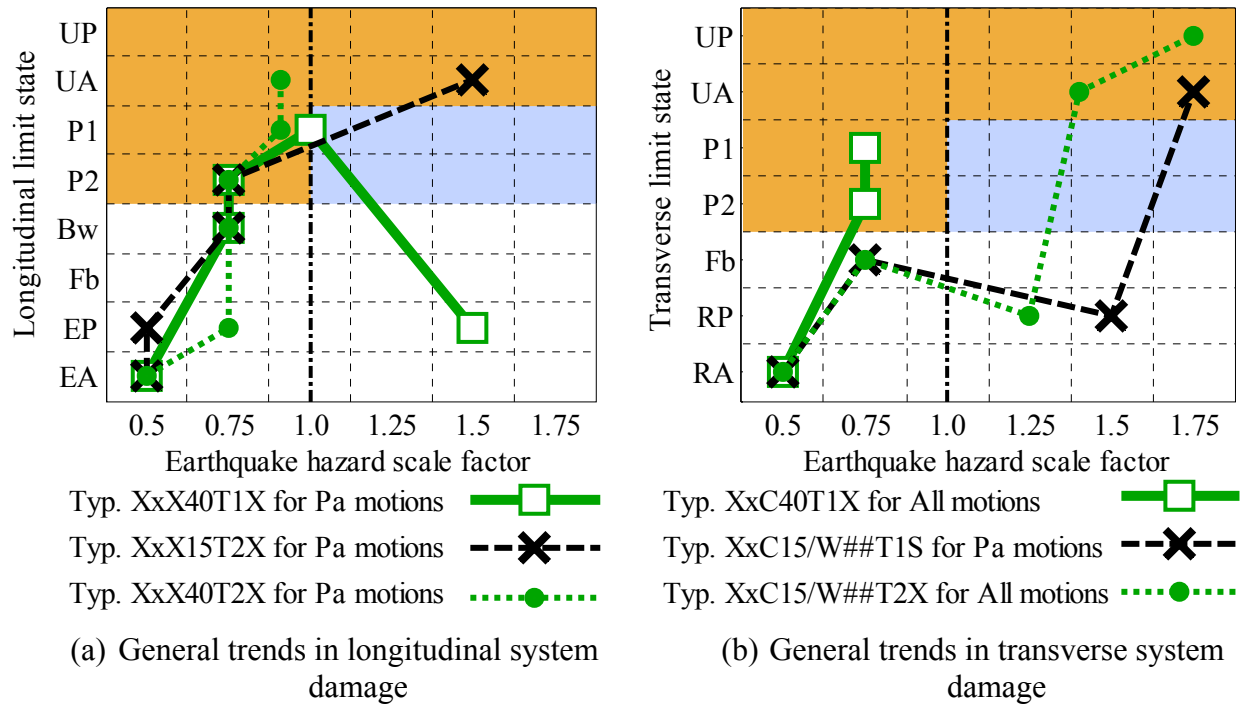 Longitudinal limit state
UP
UA
P1
P2
Bw
Fb
EP
EA
0.5 0.75 1.0 1.25 1.5 1.75
Earthquake hazard scale factor
Typ. XxX40T1X for Pa motions
Typ. XxX15T2X for Pa motions
Typ. XxX40T2X for Pa motions
(a) General trends in longitudinal system
damage
Transverse limit state
UP
UA
P1
P2
Fb
RP
RA
0.5 0.75 1.0 1.25 1.5 1.75
Earthquake hazard scale factor
Typ. XxC40T1X for All motions
Typ. XxC15/W##T1S for Pa motions
Typ. XxC15/W##T2X for All motions
(b) General trends in transverse system
damage